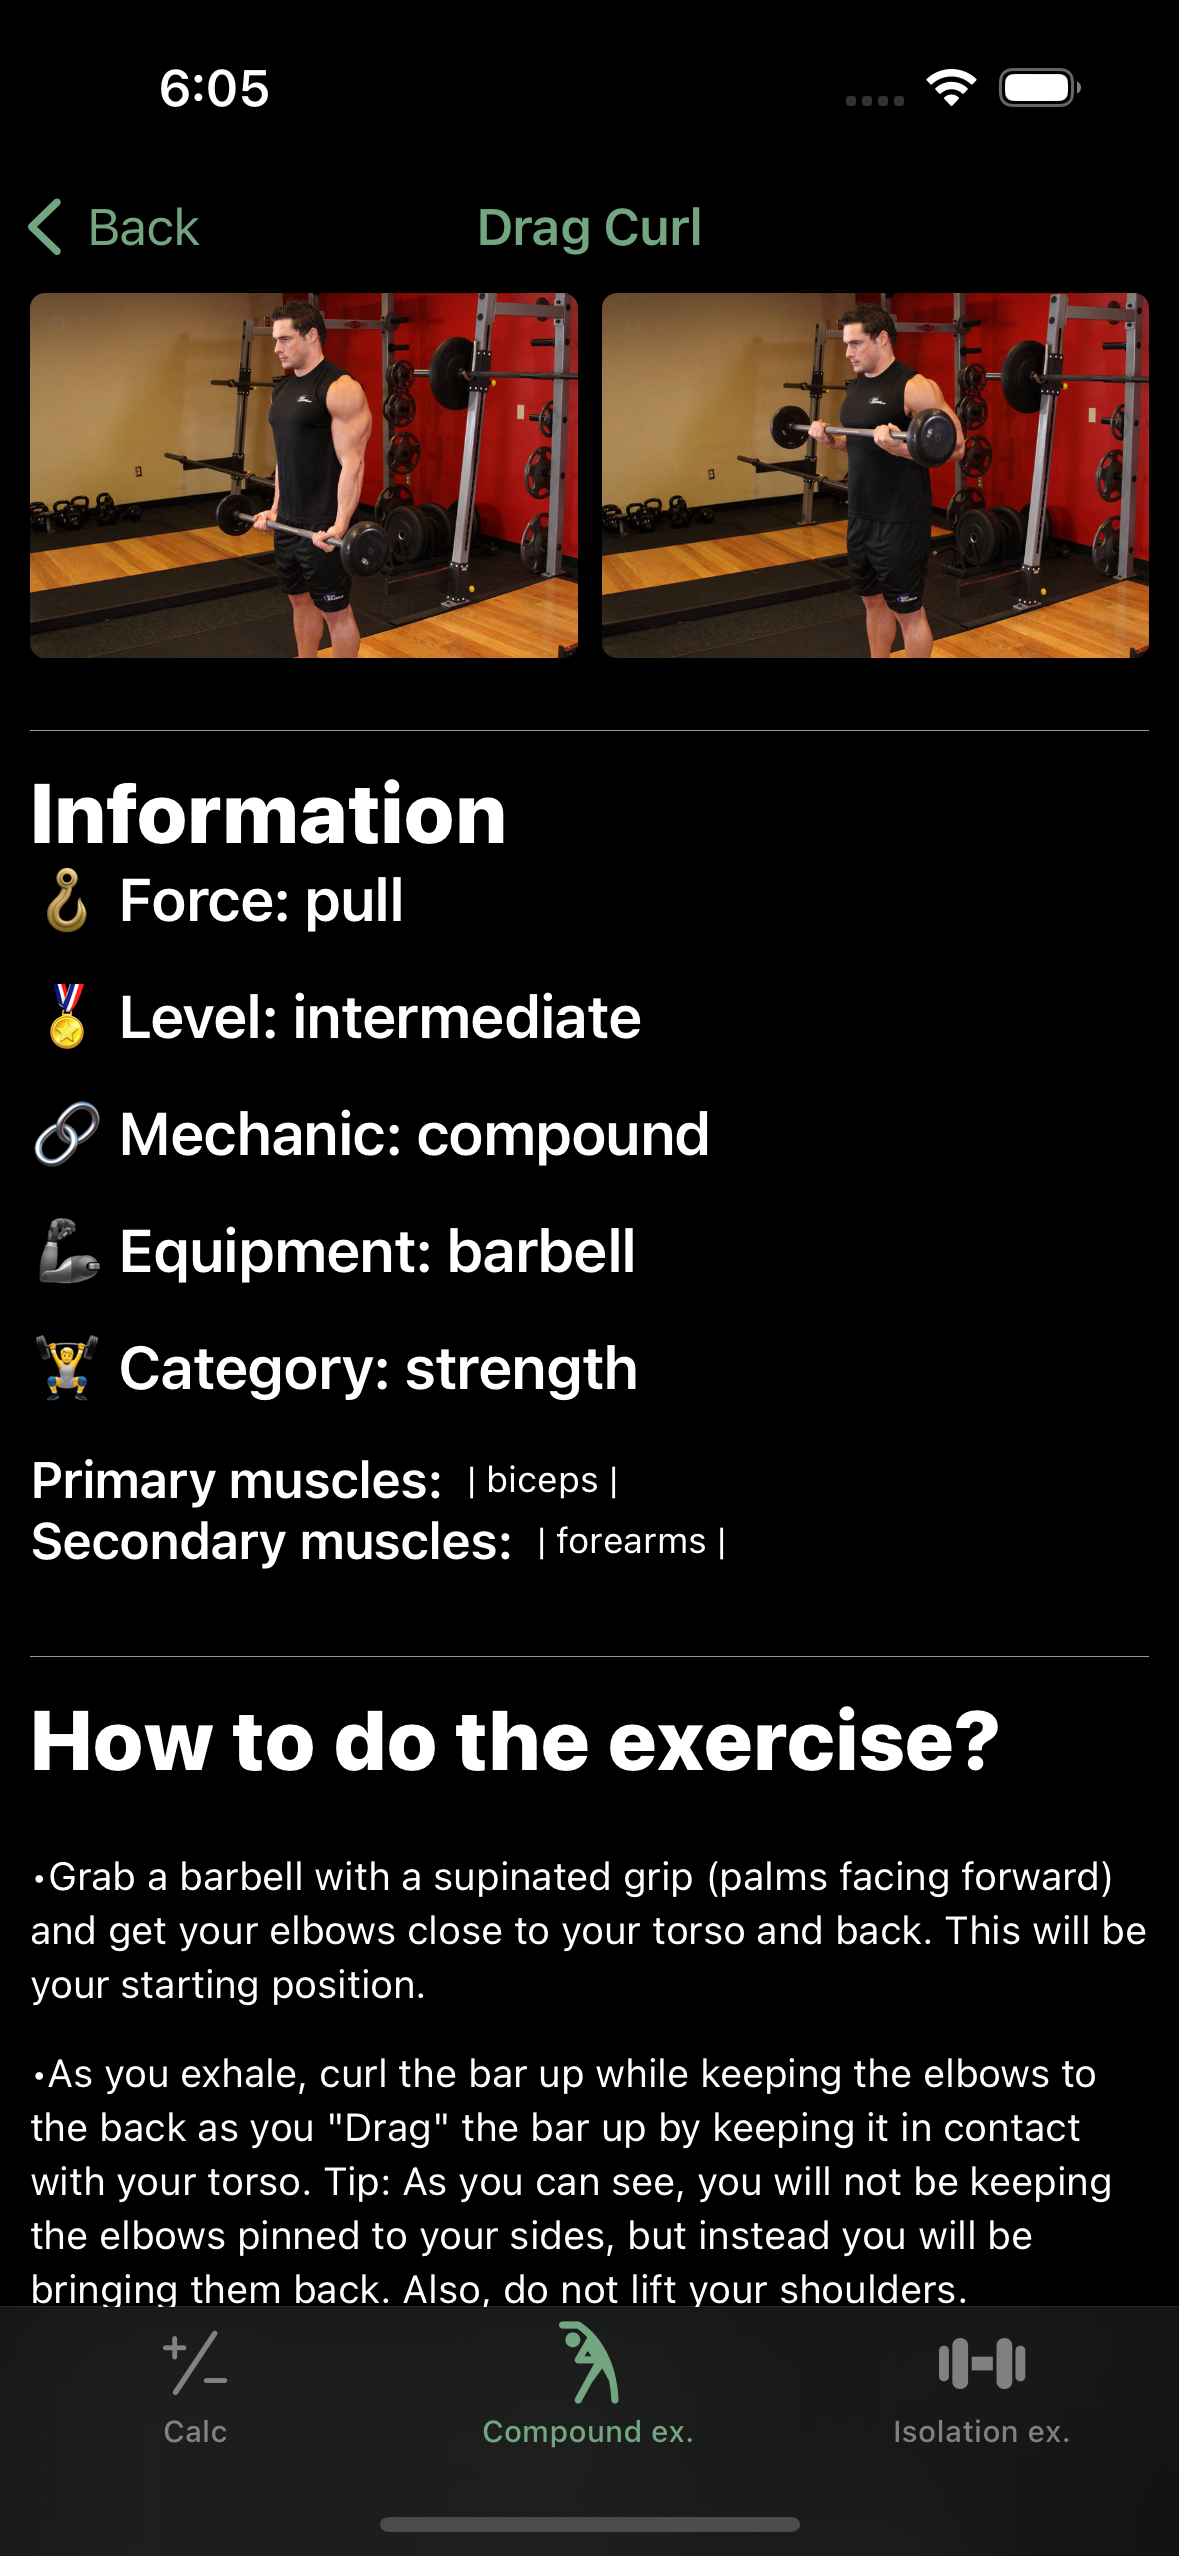 6:05
Back
Drag Curl
Information
Force: pull
Level: intermediate
Mechanic: compound
Equipment: barbell
Category: strength
Primary muscles: | biceps |
Secondary muscles: | forearms |
How to do the exercise?
•Grab a barbell with a supinated grip (palms facing forward)
and get your elbows close to your torso and back. This will be
your starting position.
•As you exhale, curl the bar up while keeping the elbows to
the back as you "Drag" the bar up by keeping it in contact
with your torso. Tip: As you can see, you will not be keeping
the elbows pinned to your sides, but instead you will be
bringing them back. Also, do not lift your shoulders.
Calc
Compound ex.
Isolation ex.